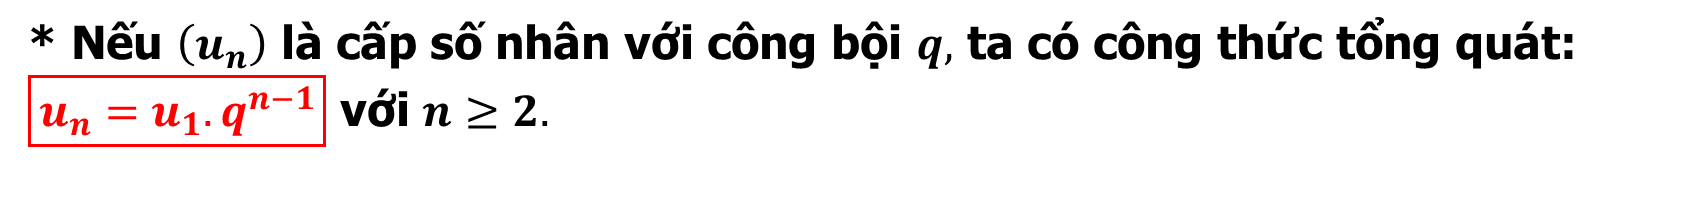 * Nếu (uₙ) là cấp số nhân với công bội q, ta có công thức tổng quát:
uₙ = u₁. qⁿ⁻¹ với n ≥ 2.